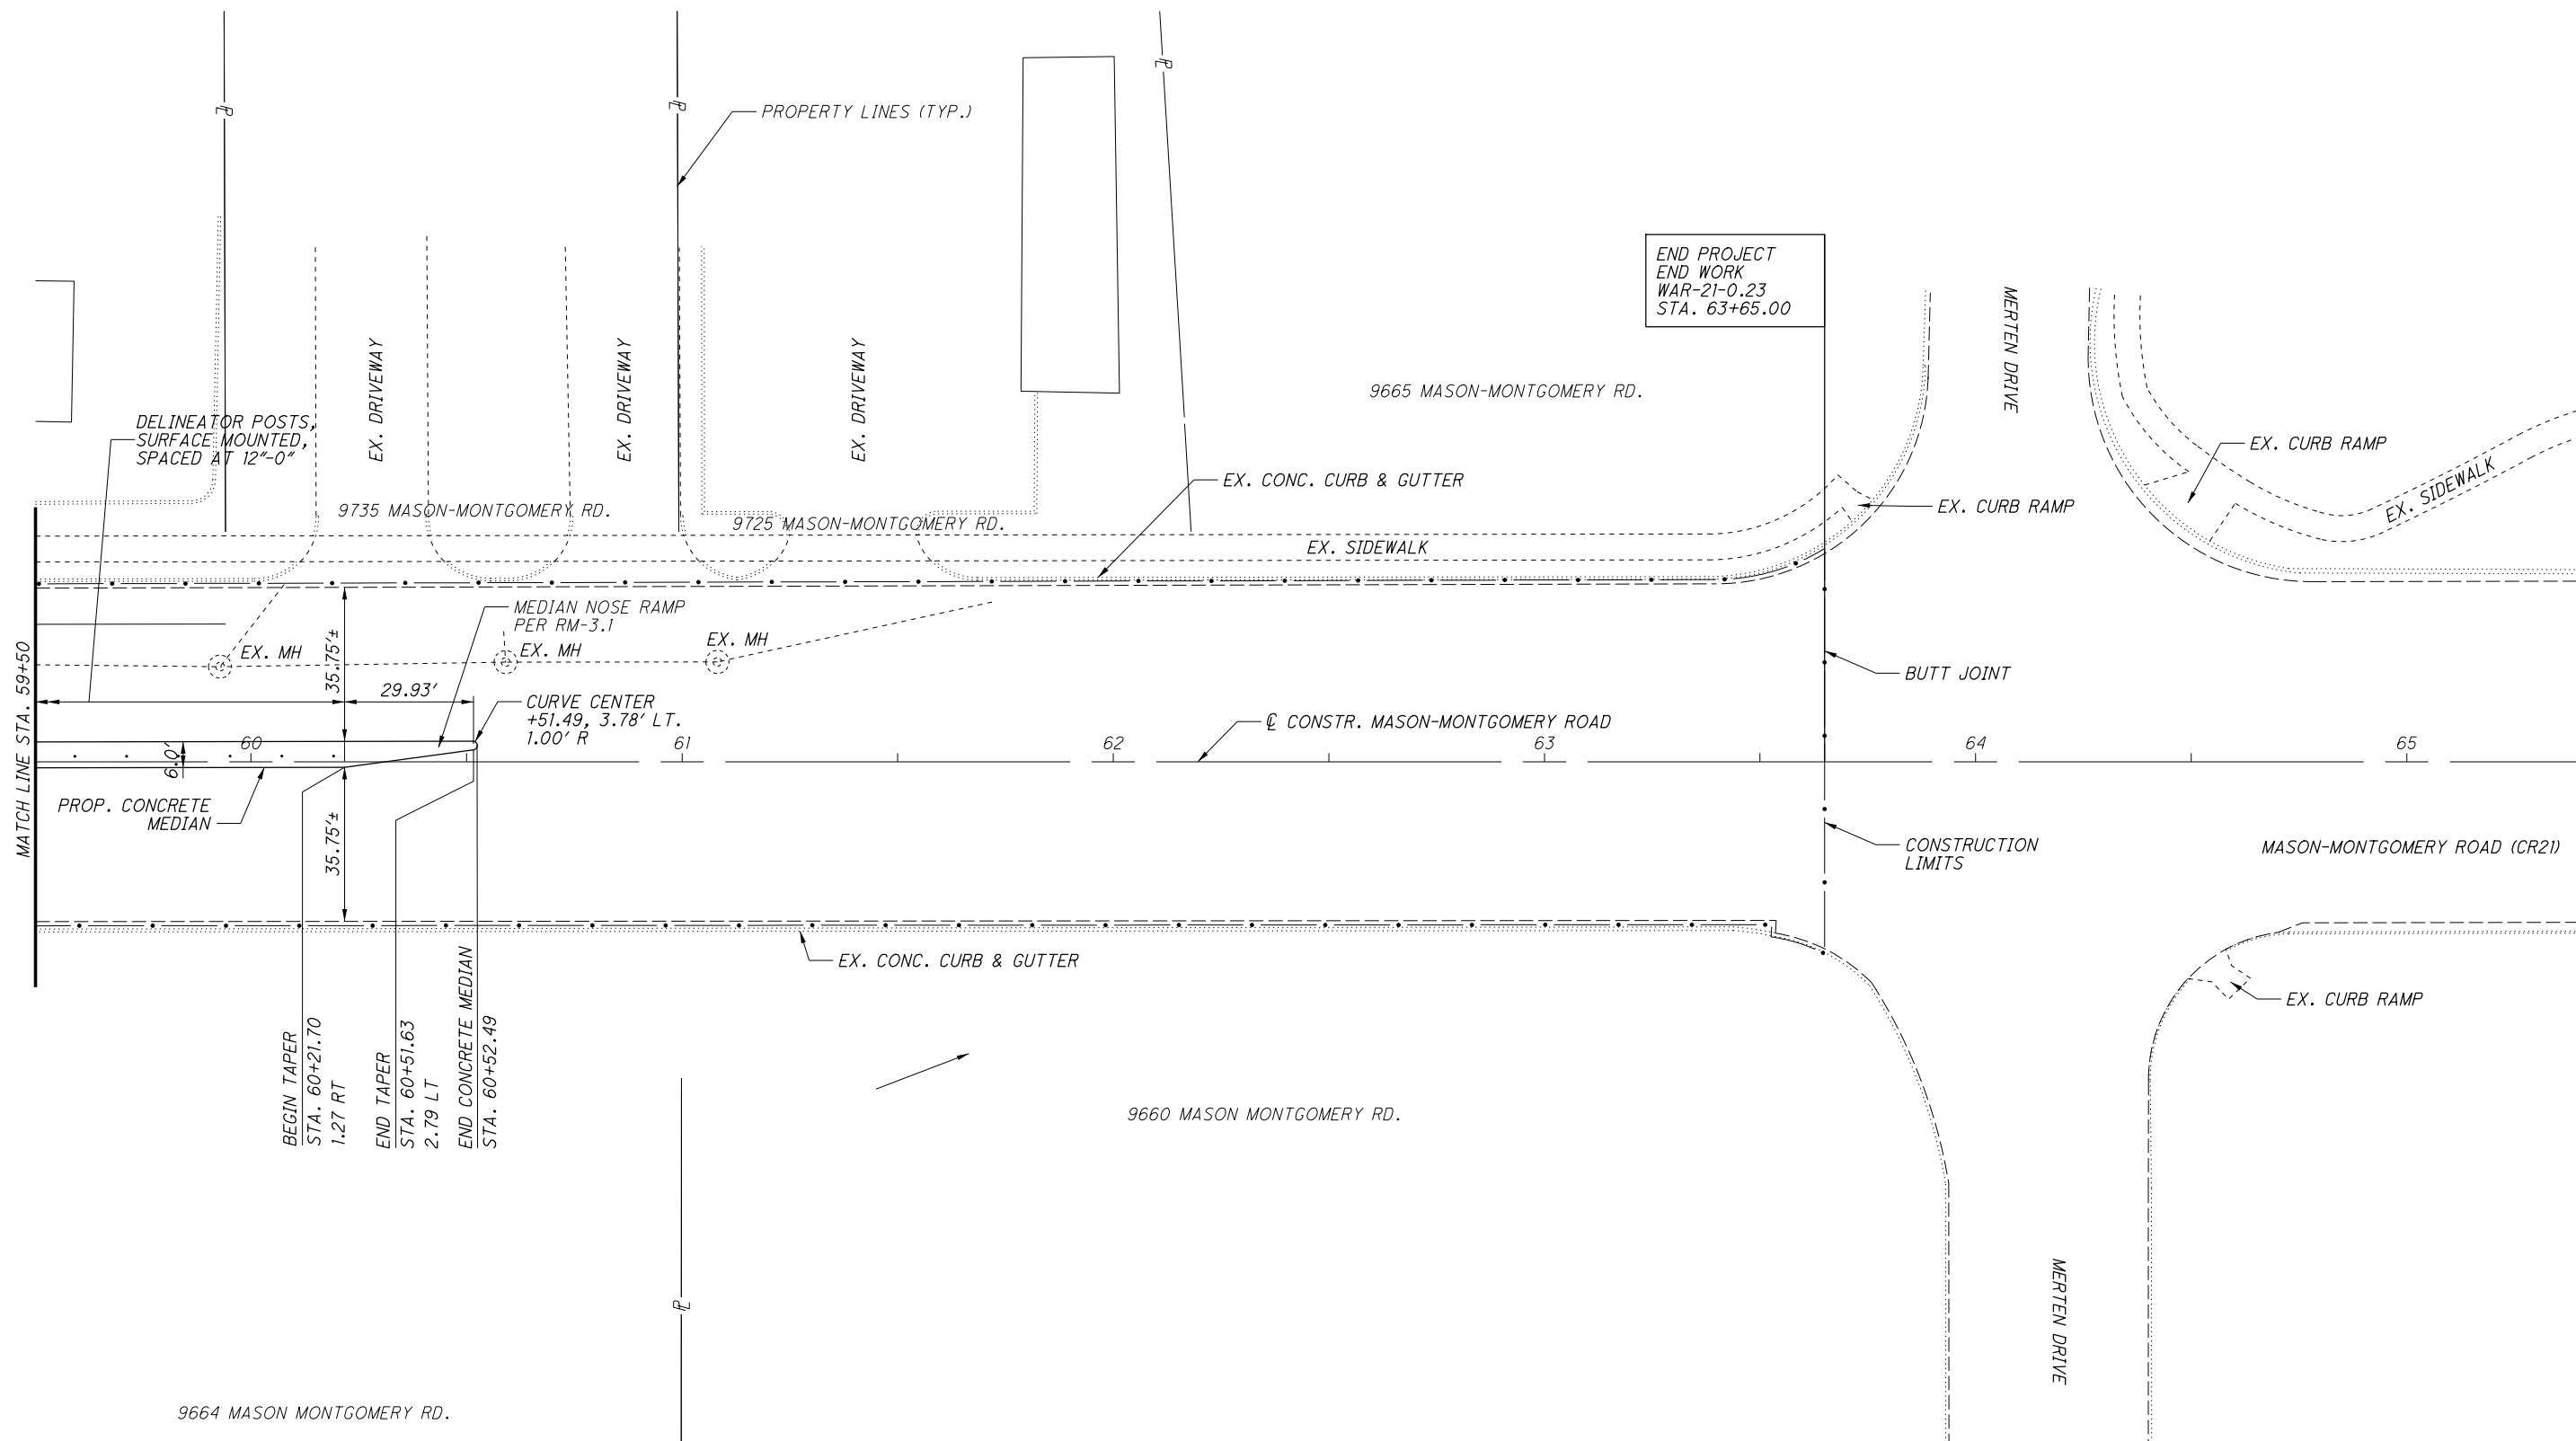 PL
PL
PL
PROPERTY LINES (TYP.)
END PROJECT
END WORK
WAR-21-0.23
STA. 63+65.00
MERTEN DRIVE
EX. DRIVEWAY
EX. DRIVEWAY
EX. DRIVEWAY
9665 MASON-MONTGOMERY RD.
DELINEATOR POSTS,
SURFACE MOUNTED,
SPACED AT 12"-0"
EX. CURB RAMP
EX. CONC. CURB & GUTTER
EX. SIDEWALK
EX. CURB RAMP
9735 MASON-MONTGOMERY RD.
9725 MASON-MONTGOMERY RD.
EX. SIDEWALK
MEDIAN NOSE RAMP
PER RM-3.1
EX. MH
EX. MH
EX. MH
35.75'±
29.93'
BUTT JOINT
CURVE CENTER
+51.49, 3.78' LT.
1.00' R
℄ CONSTR. MASON-MONTGOMERY ROAD
MATCH LINE STA. 59+50
6.0'
60
61
62
63
64
65
PROP. CONCRETE
MEDIAN
35.75'±
CONSTRUCTION
LIMITS
MASON-MONTGOMERY ROAD (CR21)
EX. CONC. CURB & GUTTER
EX. CURB RAMP
BEGIN TAPER
STA. 60+21.70
1.27 RT
END TAPER
STA. 60+51.63
2.79 LT
END CONCRETE MEDIAN
STA. 60+52.49
9660 MASON MONTGOMERY RD.
PL
MERTEN DRIVE
9664 MASON MONTGOMERY RD.